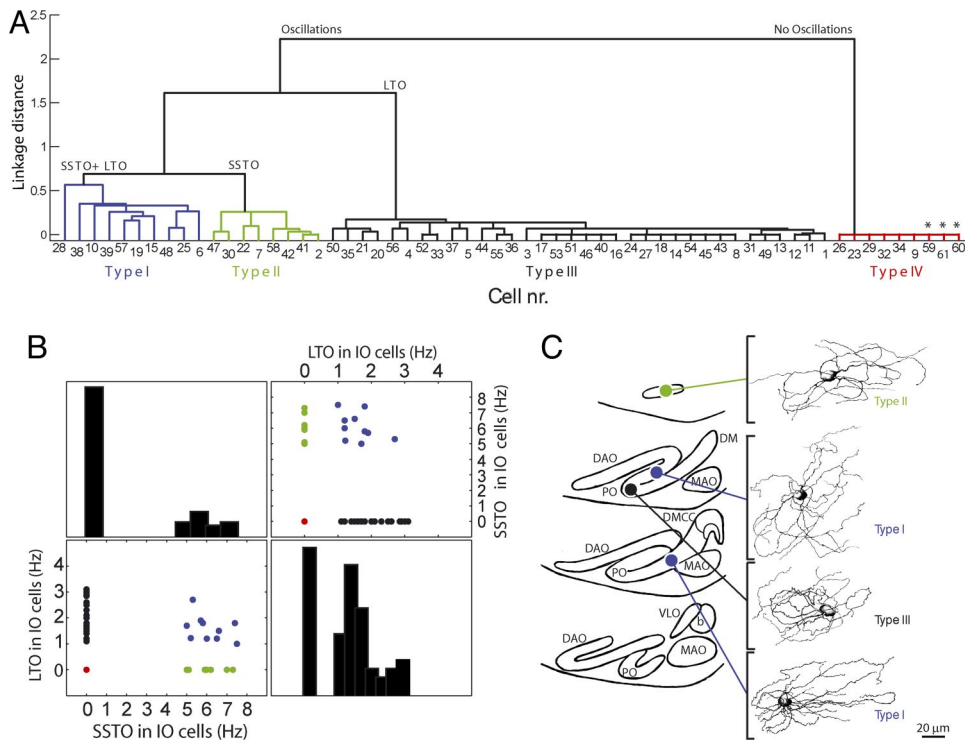 A
Oscillations
No Oscillations
LTO
SSTO+ LTO
SSTO
Linkage distance
2.5
2
1.5
1
0.5
0
* * *
28 10 57 15 25 47 22 58 41 50 21 56 52 37 44 36 17 51 16 24 18 45 43 31 12 1 26 29 32 9 59 60
38 39 19 48 6 30 7 42 2 35 20 4 33 5 55 3 53 46 40 27 14 54 8 49 11 23 34 61
Type I
Type II
Type III
Type IV
Cell nr.
B
LTO in IO cells (Hz)
0 1 2 3 4
8
7
6
5
4
3
2
1
0
SSTO in IO cells (Hz)
LTO in IO cells (Hz)
4
3
2
1
0
0 1 2 3 4 5 6 7 8
SSTO in IO cells (Hz)
C
Type II
DM
DAO
PO
MAO
Type I
DMCC
DAO
PO
MAO
Type III
VLO
b
DAO
MAO
PO
Type I
20 µm